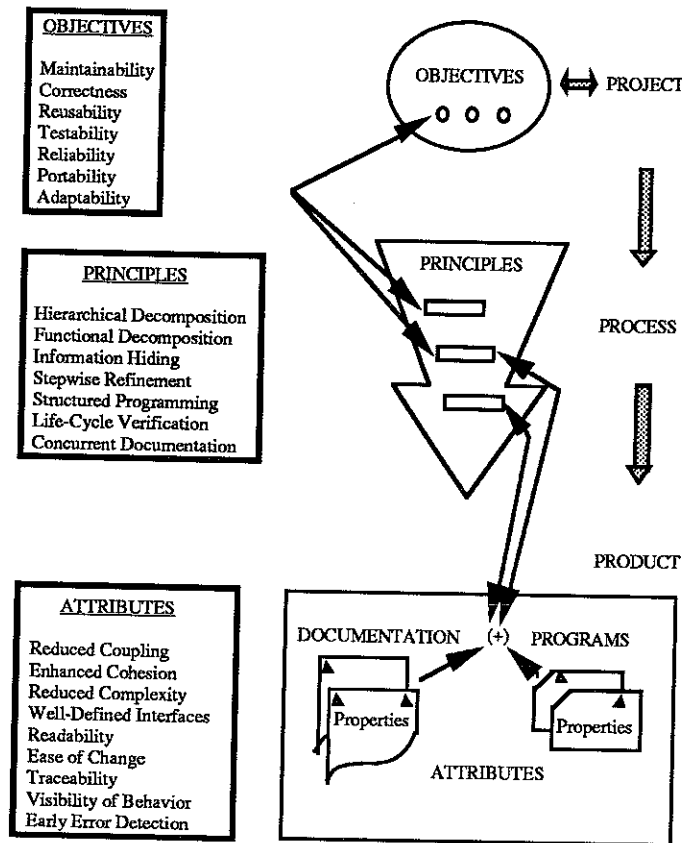 OBJECTIVES
Maintainability
Correctness
Reusability
Testability
Reliability
Portability
Adaptability
OBJECTIVES
PROJECT
PRINCIPLES
Hierarchical Decomposition
Functional Decomposition
Information Hiding
Stepwise Refinement
Structured Programming
Life-Cycle Verification
Concurrent Documentation
PRINCIPLES
PROCESS
PRODUCT
ATTRIBUTES
Reduced Coupling
Enhanced Cohesion
Reduced Complexity
Well-Defined Interfaces
Readability
Ease of Change
Traceability
Visibility of Behavior
Early Error Detection
DOCUMENTATION (+) PROGRAMS
Properties
Properties
ATTRIBUTES